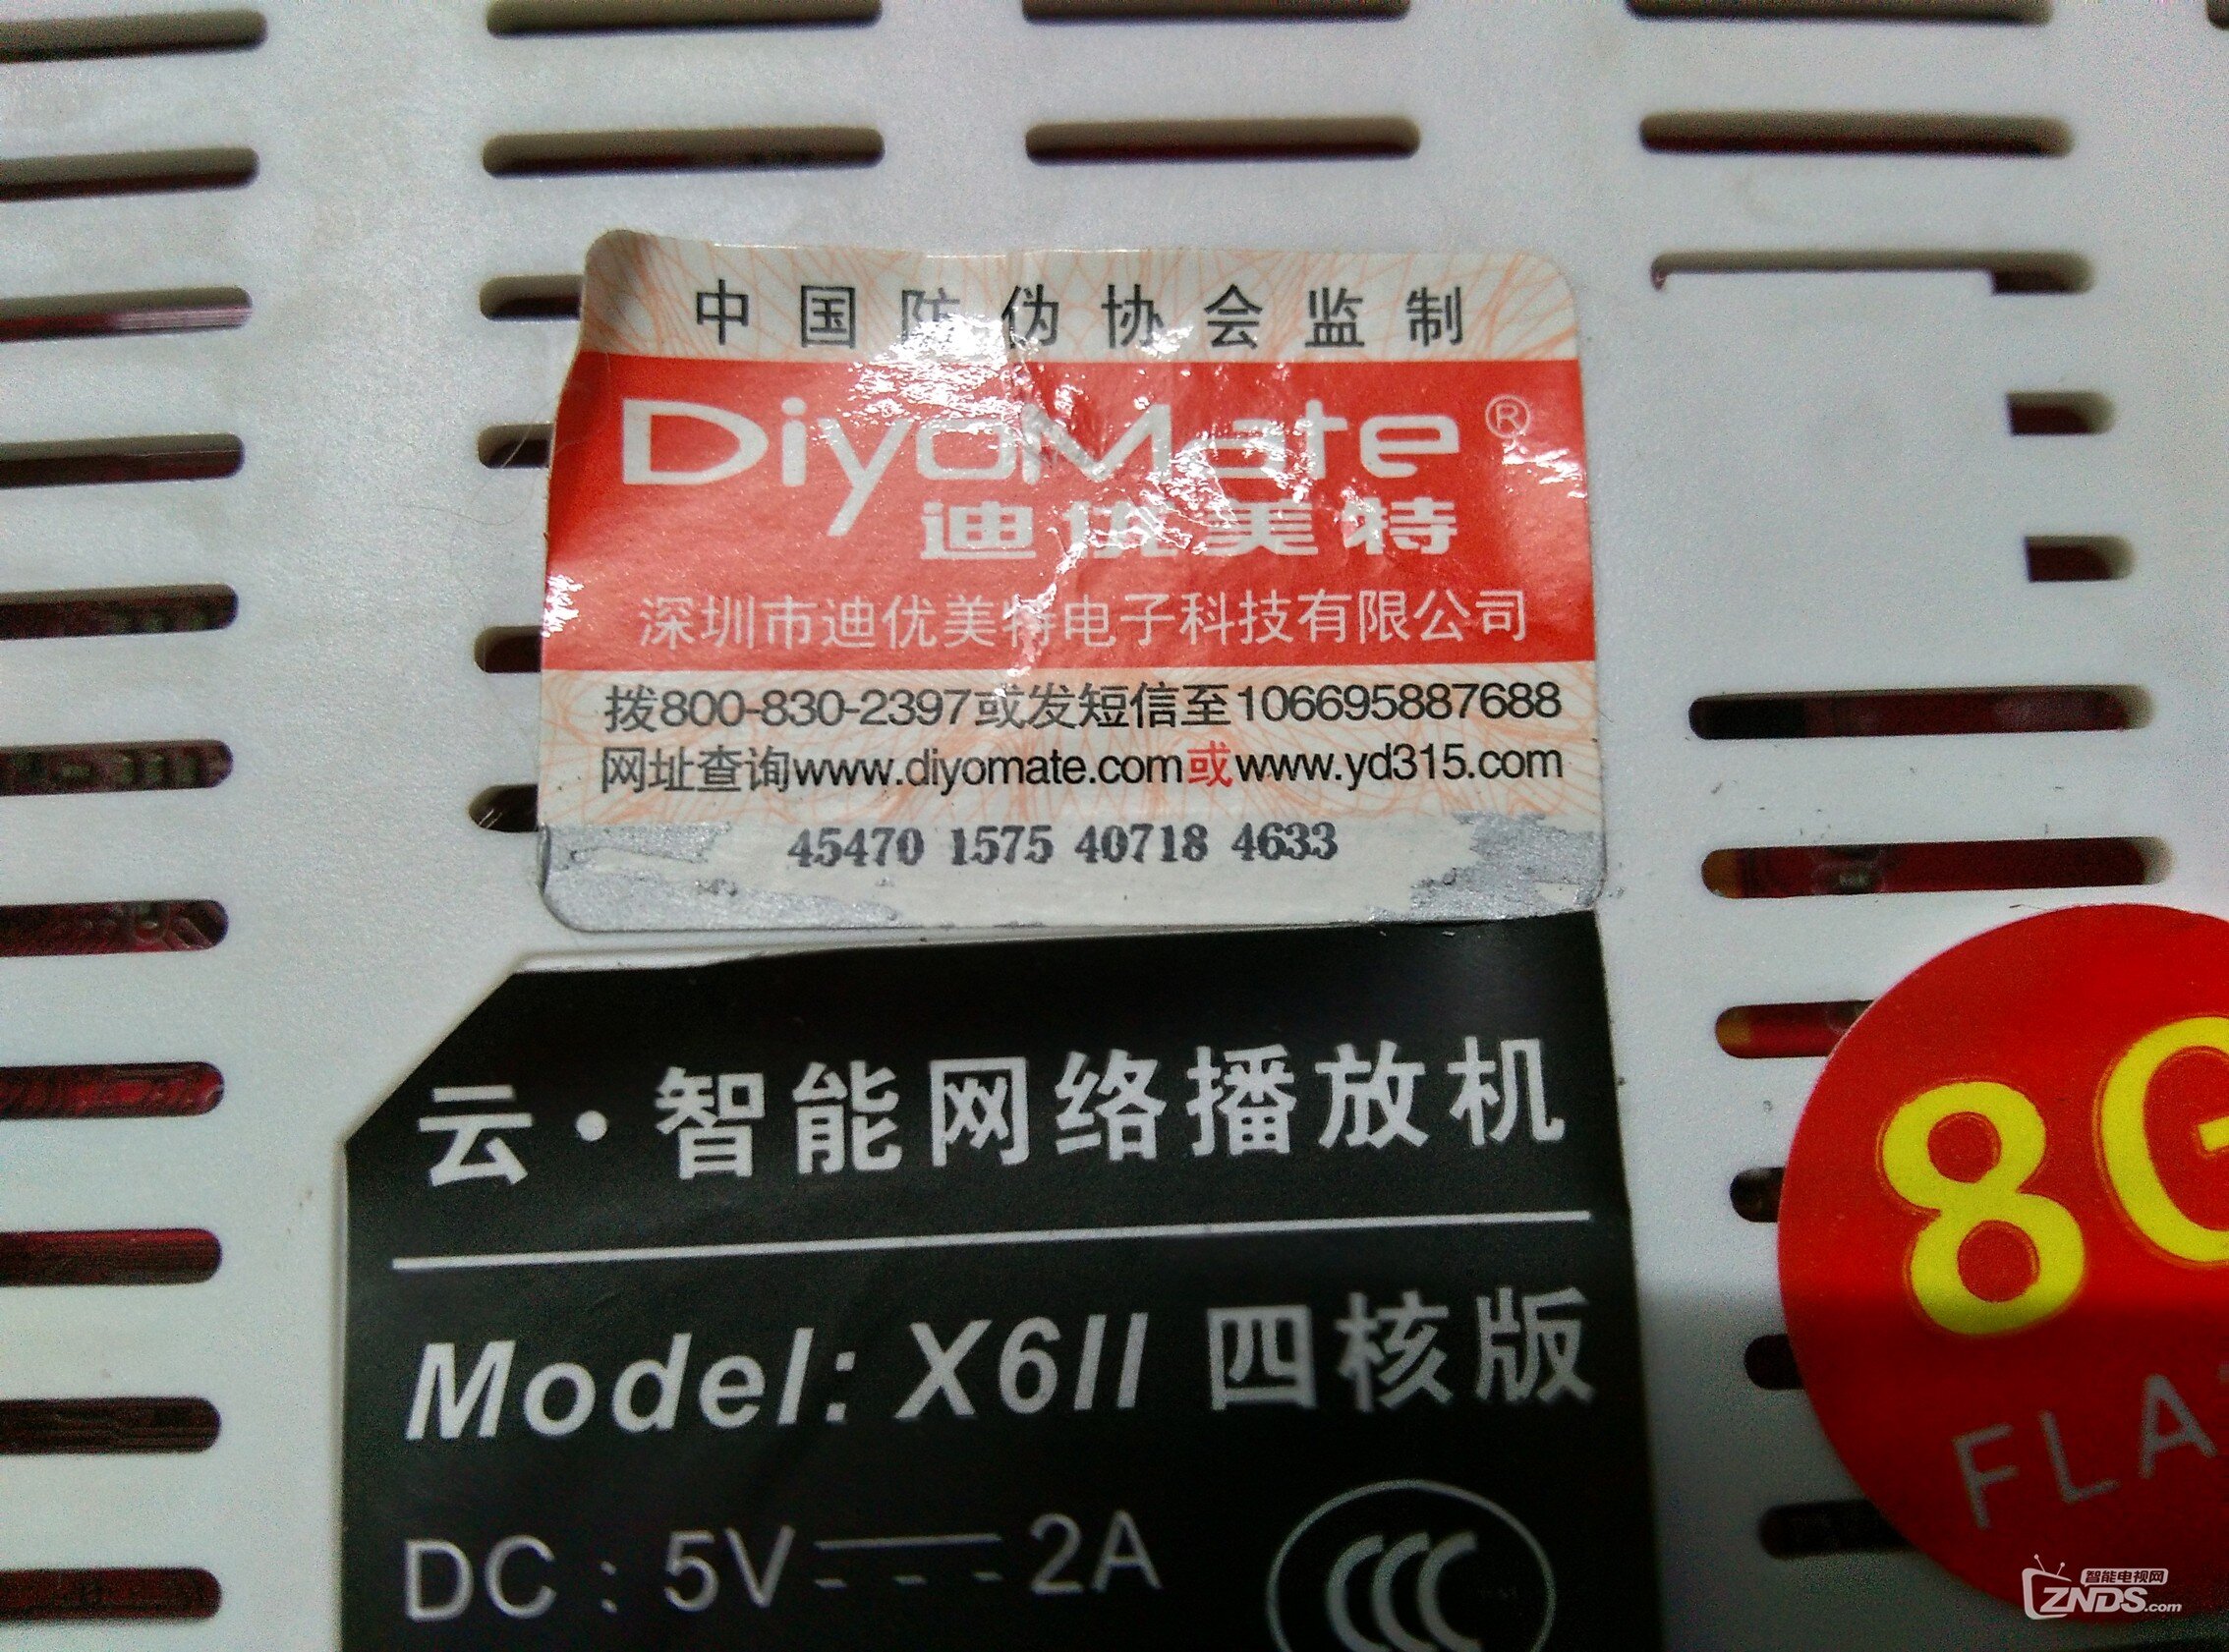 中国防伪协会监制
DiyoMate®
迪优美特
深圳市迪优美特电子科技有限公司
拨800-830-2397或发短信至106695887688
网址查询www.diyomate.com或www.yd315.com
45470 1575 40718 4633
云·智能网络播放机
Model: X6II 四核版
DC : 5V 2A
CCC
8G
FLA
智能电视网
ZNDS.com